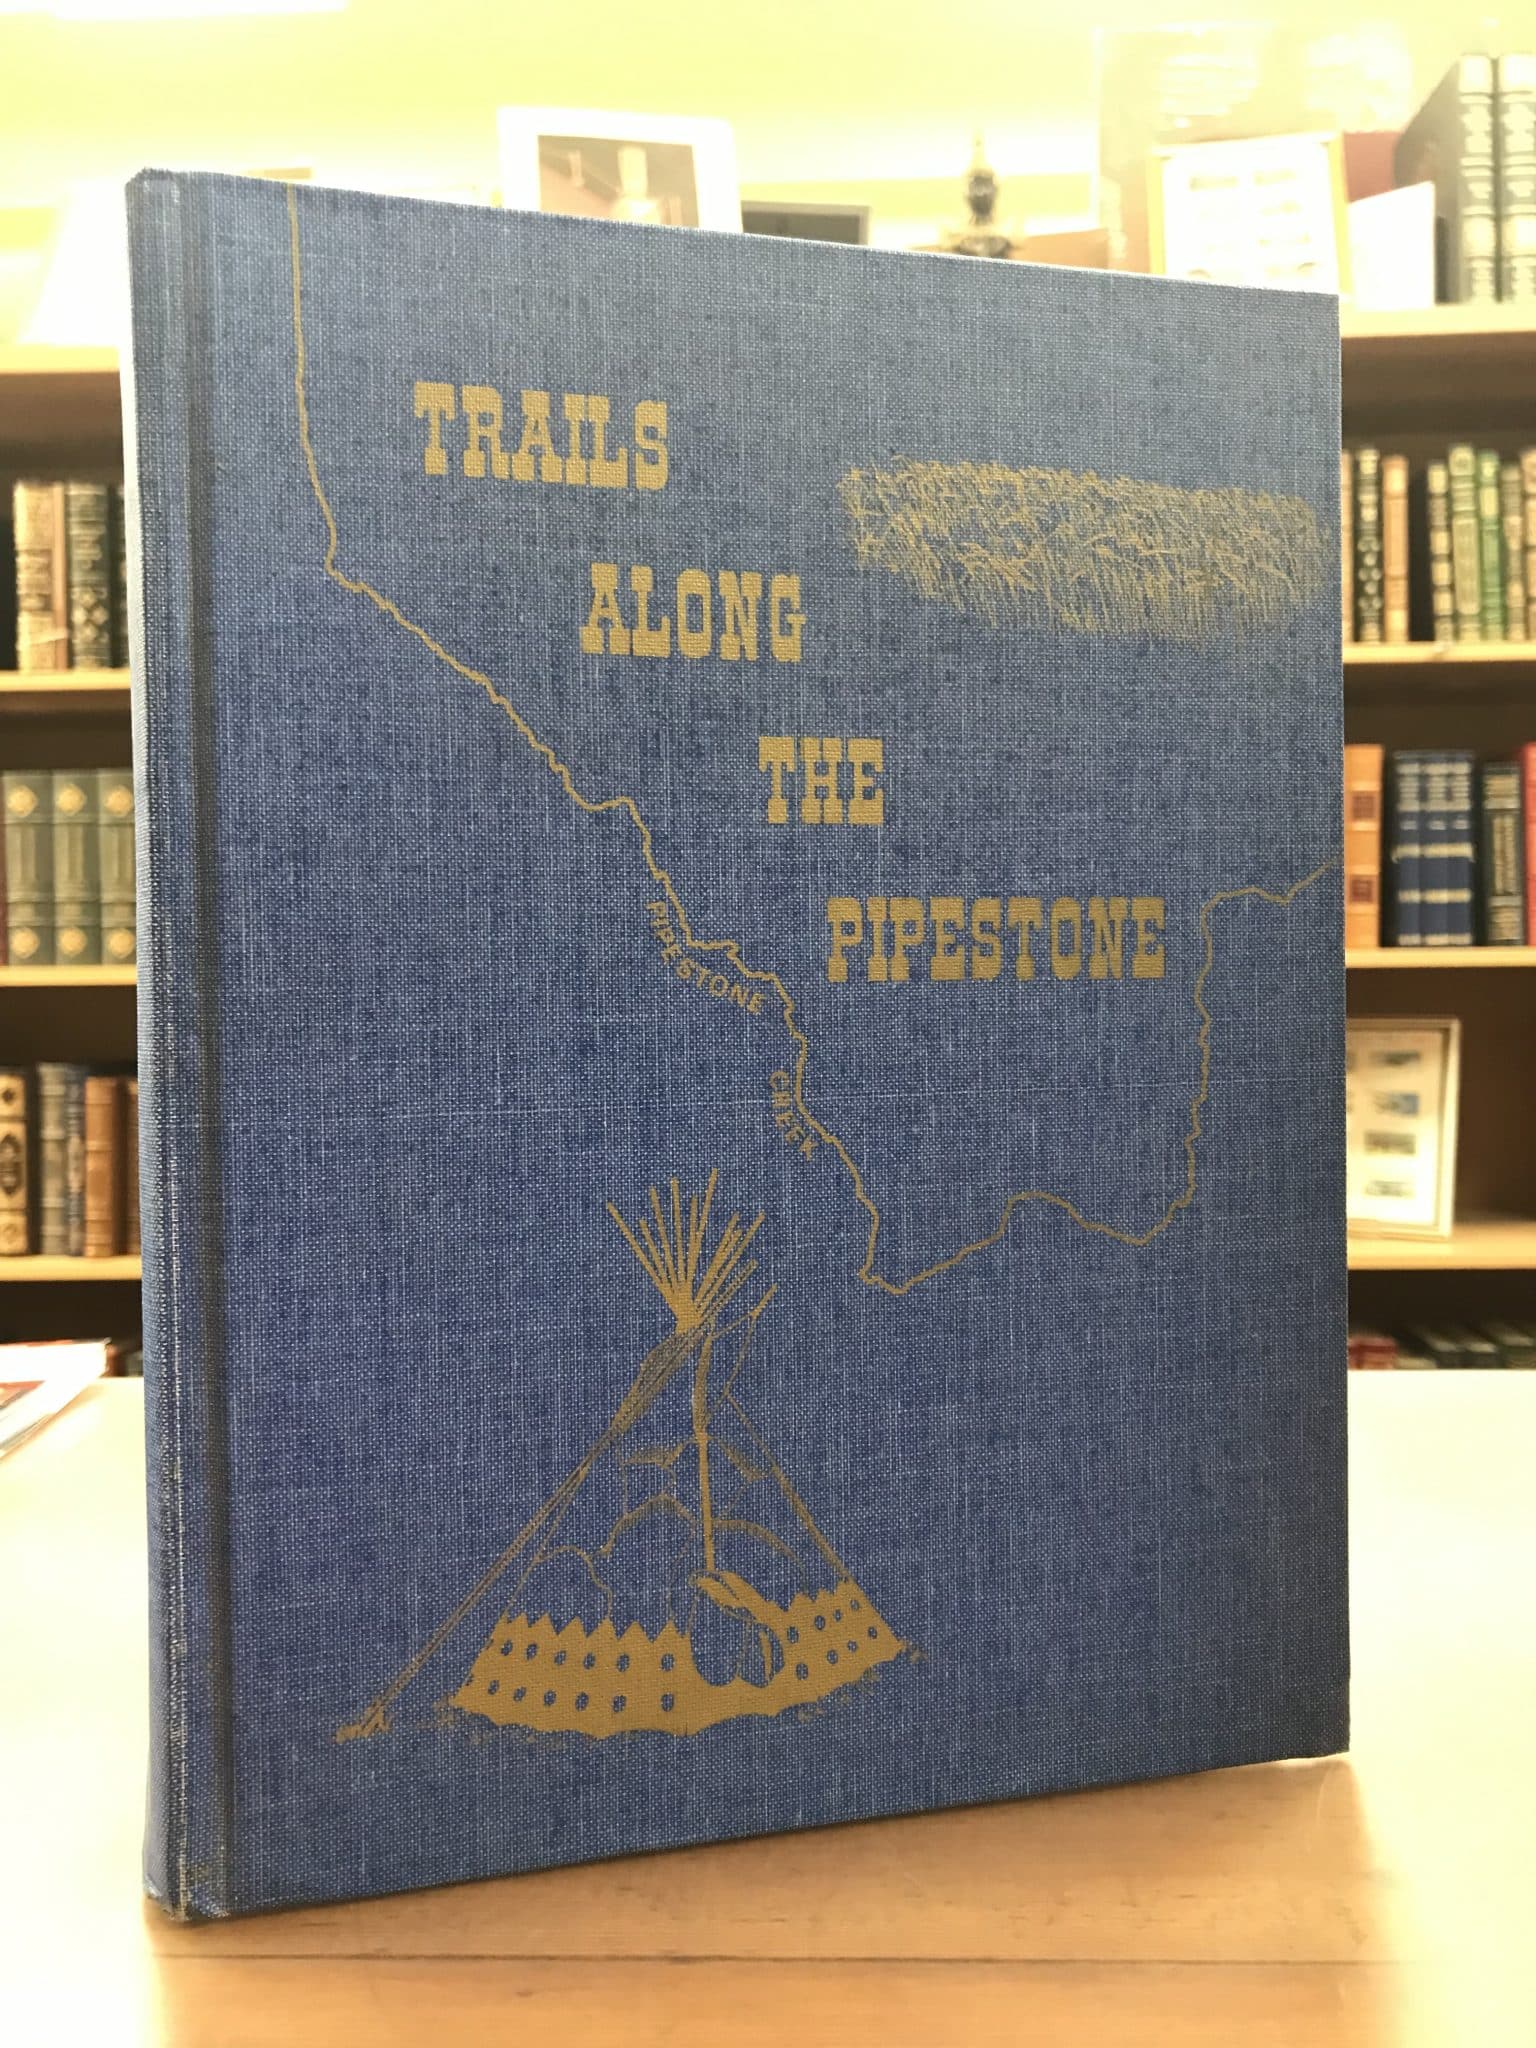 TRAILS
ALONG
THE
PIPESTONE
PIPESTONE
CREEK